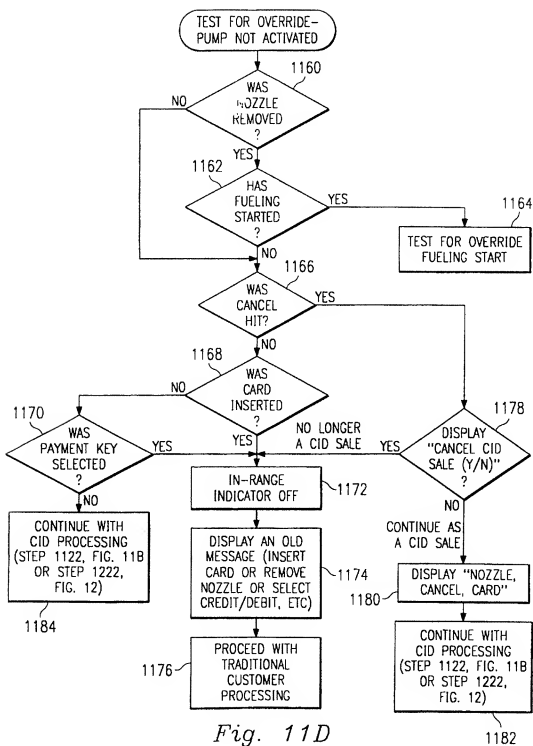 TEST FOR OVERRIDE-
PUMP NOT ACTIVATED
1160
WAS
NOZZLE
REMOVED
?
NO
YES
1162
HAS
FUELING
STARTED
?
YES
NO
1164
TEST FOR OVERRIDE
FUELING START
1166
WAS
CANCEL
HIT?
YES
NO
1168
WAS
CARD
INSERTED
?
NO
YES
1170
WAS
PAYMENT KEY
SELECTED
?
YES
NO
NO LONGER
A CID SALE
1178
DISPLAY
"CANCEL CID
SALE (Y/N)"
?
YES
NO
CONTINUE AS
A CID SALE
IN-RANGE
INDICATOR OFF
1172
CONTINUE WITH
CID PROCESSING
(STEP 1122, FIG. 11B
OR STEP 1222,
FIG. 12)
1184
DISPLAY AN OLD
MESSAGE (INSERT
CARD OR REMOVE
NOZZLE OR SELECT
CREDIT/DEBIT, ETC)
1174
DISPLAY "NOZZLE,
CANCEL, CARD"
1180
PROCEED WITH
TRADITIONAL
CUSTOMER
PROCESSING
1176
CONTINUE WITH
CID PROCESSING
(STEP 1122, FIG. 11B
OR STEP 1222,
FIG. 12)
1182
Fig. 11D